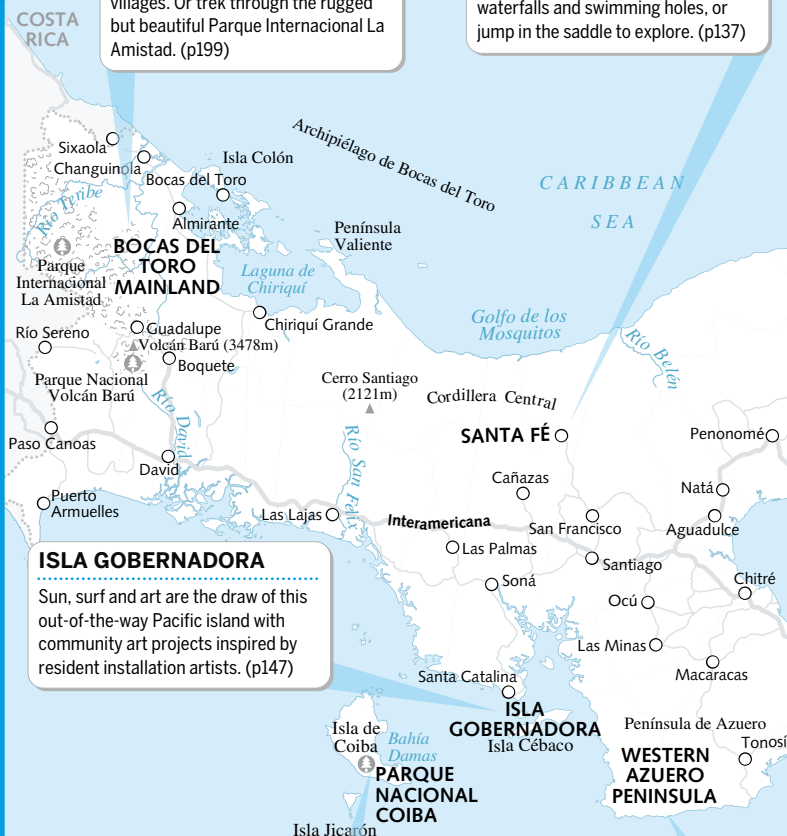 villages. Or trek through the rugged
but beautiful Parque Internacional La
Amistad. (p199)
waterfalls and swimming holes, or
jump in the saddle to explore. (p137)
COSTA
RICA
Archipiélago de Bocas del Toro
CARIBBEAN
SEA
Sixaola
Changuinola
Isla Colón
Bocas del Toro
Río Teribe
Almirante
Península
Valiente
BOCAS DEL
TORO
MAINLAND
Parque
Internacional
La Amistad
Laguna de
Chiriquí
Golfo de los
Mosquitos
Río Sereno
Guadalupe
Chiriquí Grande
Volcán Barú (3478m)
Río Belén
Boquete
Parque Nacional
Volcán Barú
Cerro Santiago
(2121m)
Cordillera Central
Río David
Paso Canoas
SANTA FÉ
Penonomé
David
Río San Felix
Cañazas
Natá
Puerto
Armuelles
Las Lajas
Interamericana
San Francisco
Aguadulce
Las Palmas
Santiago
ISLA GOBERNADORA
Sun, surf and art are the draw of this
out-of-the-way Pacific island with
community art projects inspired by
resident installation artists. (p147)
Soná
Chitré
Ocú
Las Minas
Macaracas
Santa Catalina
ISLA
GOBERNADORA
Isla Cébaco
Península de Azuero
Isla de
Coiba
Bahía
Damas
Tonosí
WESTERN
AZUERO
PENINSULA
PARQUE
NACIONAL
COIBA
Isla Jicarón